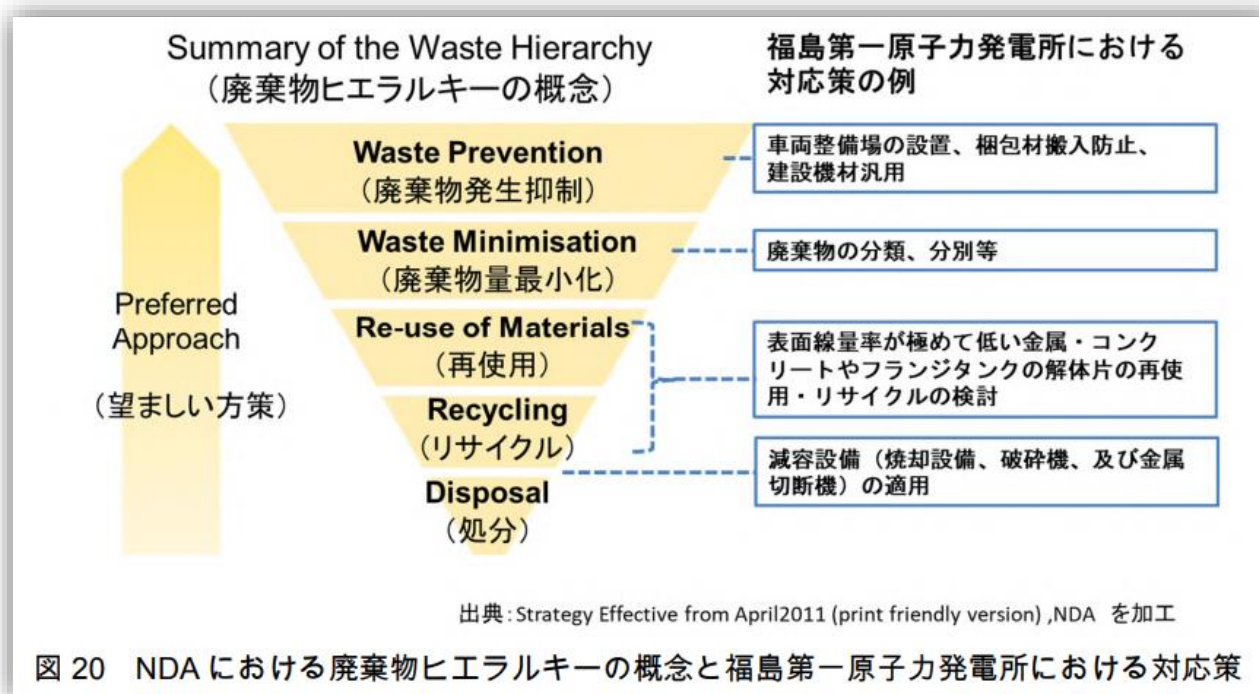 Summary of the Waste Hierarchy
（廃棄物ヒエラルキーの概念）
福島第一原子力発電所における
対応策の例
Preferred
Approach
（望ましい方策）
Waste Prevention
（廃棄物発生抑制）
車両整備場の設置、梱包材搬入防止、
建設機材汎用
Waste Minimisation
（廃棄物量最小化）
廃棄物の分類、分別等
Re-use of Materials
（再使用）
Recycling
（リサイクル）
表面線量率が極めて低い金属・コンク
リートやフランジタンクの解体片の再使
用・リサイクルの検討
Disposal
（処分）
減容設備（焼却設備、破砕機、及び金属
切断機）の適用
出典：Strategy Effective from April2011 (print friendly version) ,NDA を加工
図 20 NDA における廃棄物ヒエラルキーの概念と福島第一原子力発電所における対応策